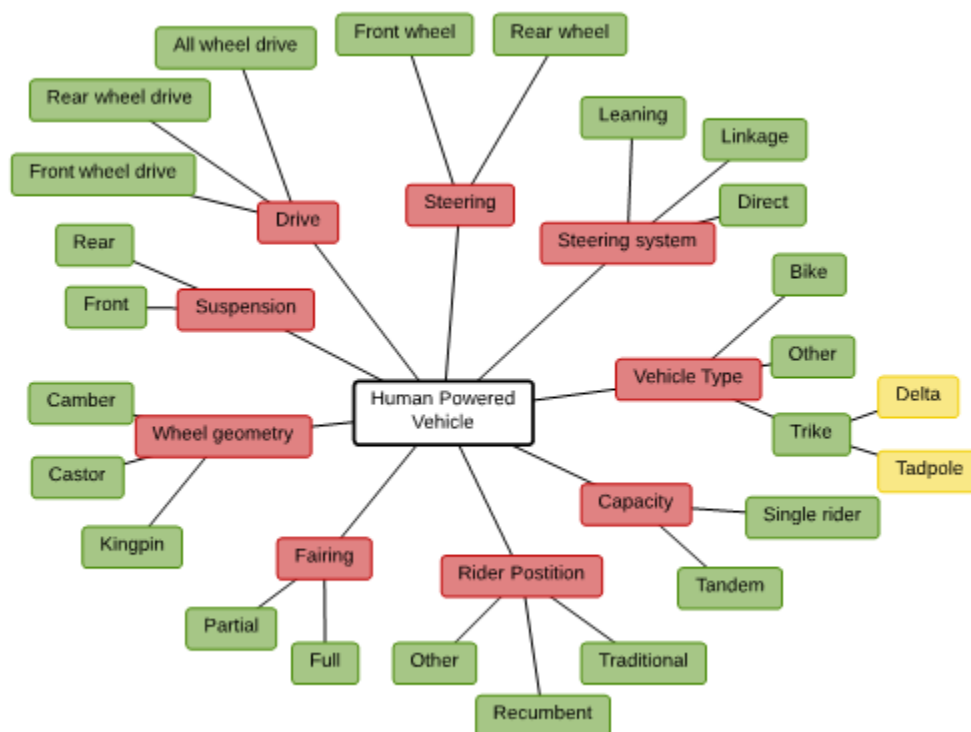 All wheel drive
Front wheel
Rear wheel
Rear wheel drive
Leaning
Linkage
Front wheel drive
Steering
Direct
Drive
Steering system
Rear
Bike
Front
Suspension
Other
Vehicle Type
Delta
Camber
Human Powered
Vehicle
Wheel geometry
Trike
Castor
Tadpole
Capacity
Single rider
Kingpin
Fairing
Rider Postition
Tandem
Partial
Full
Other
Traditional
Recumbent